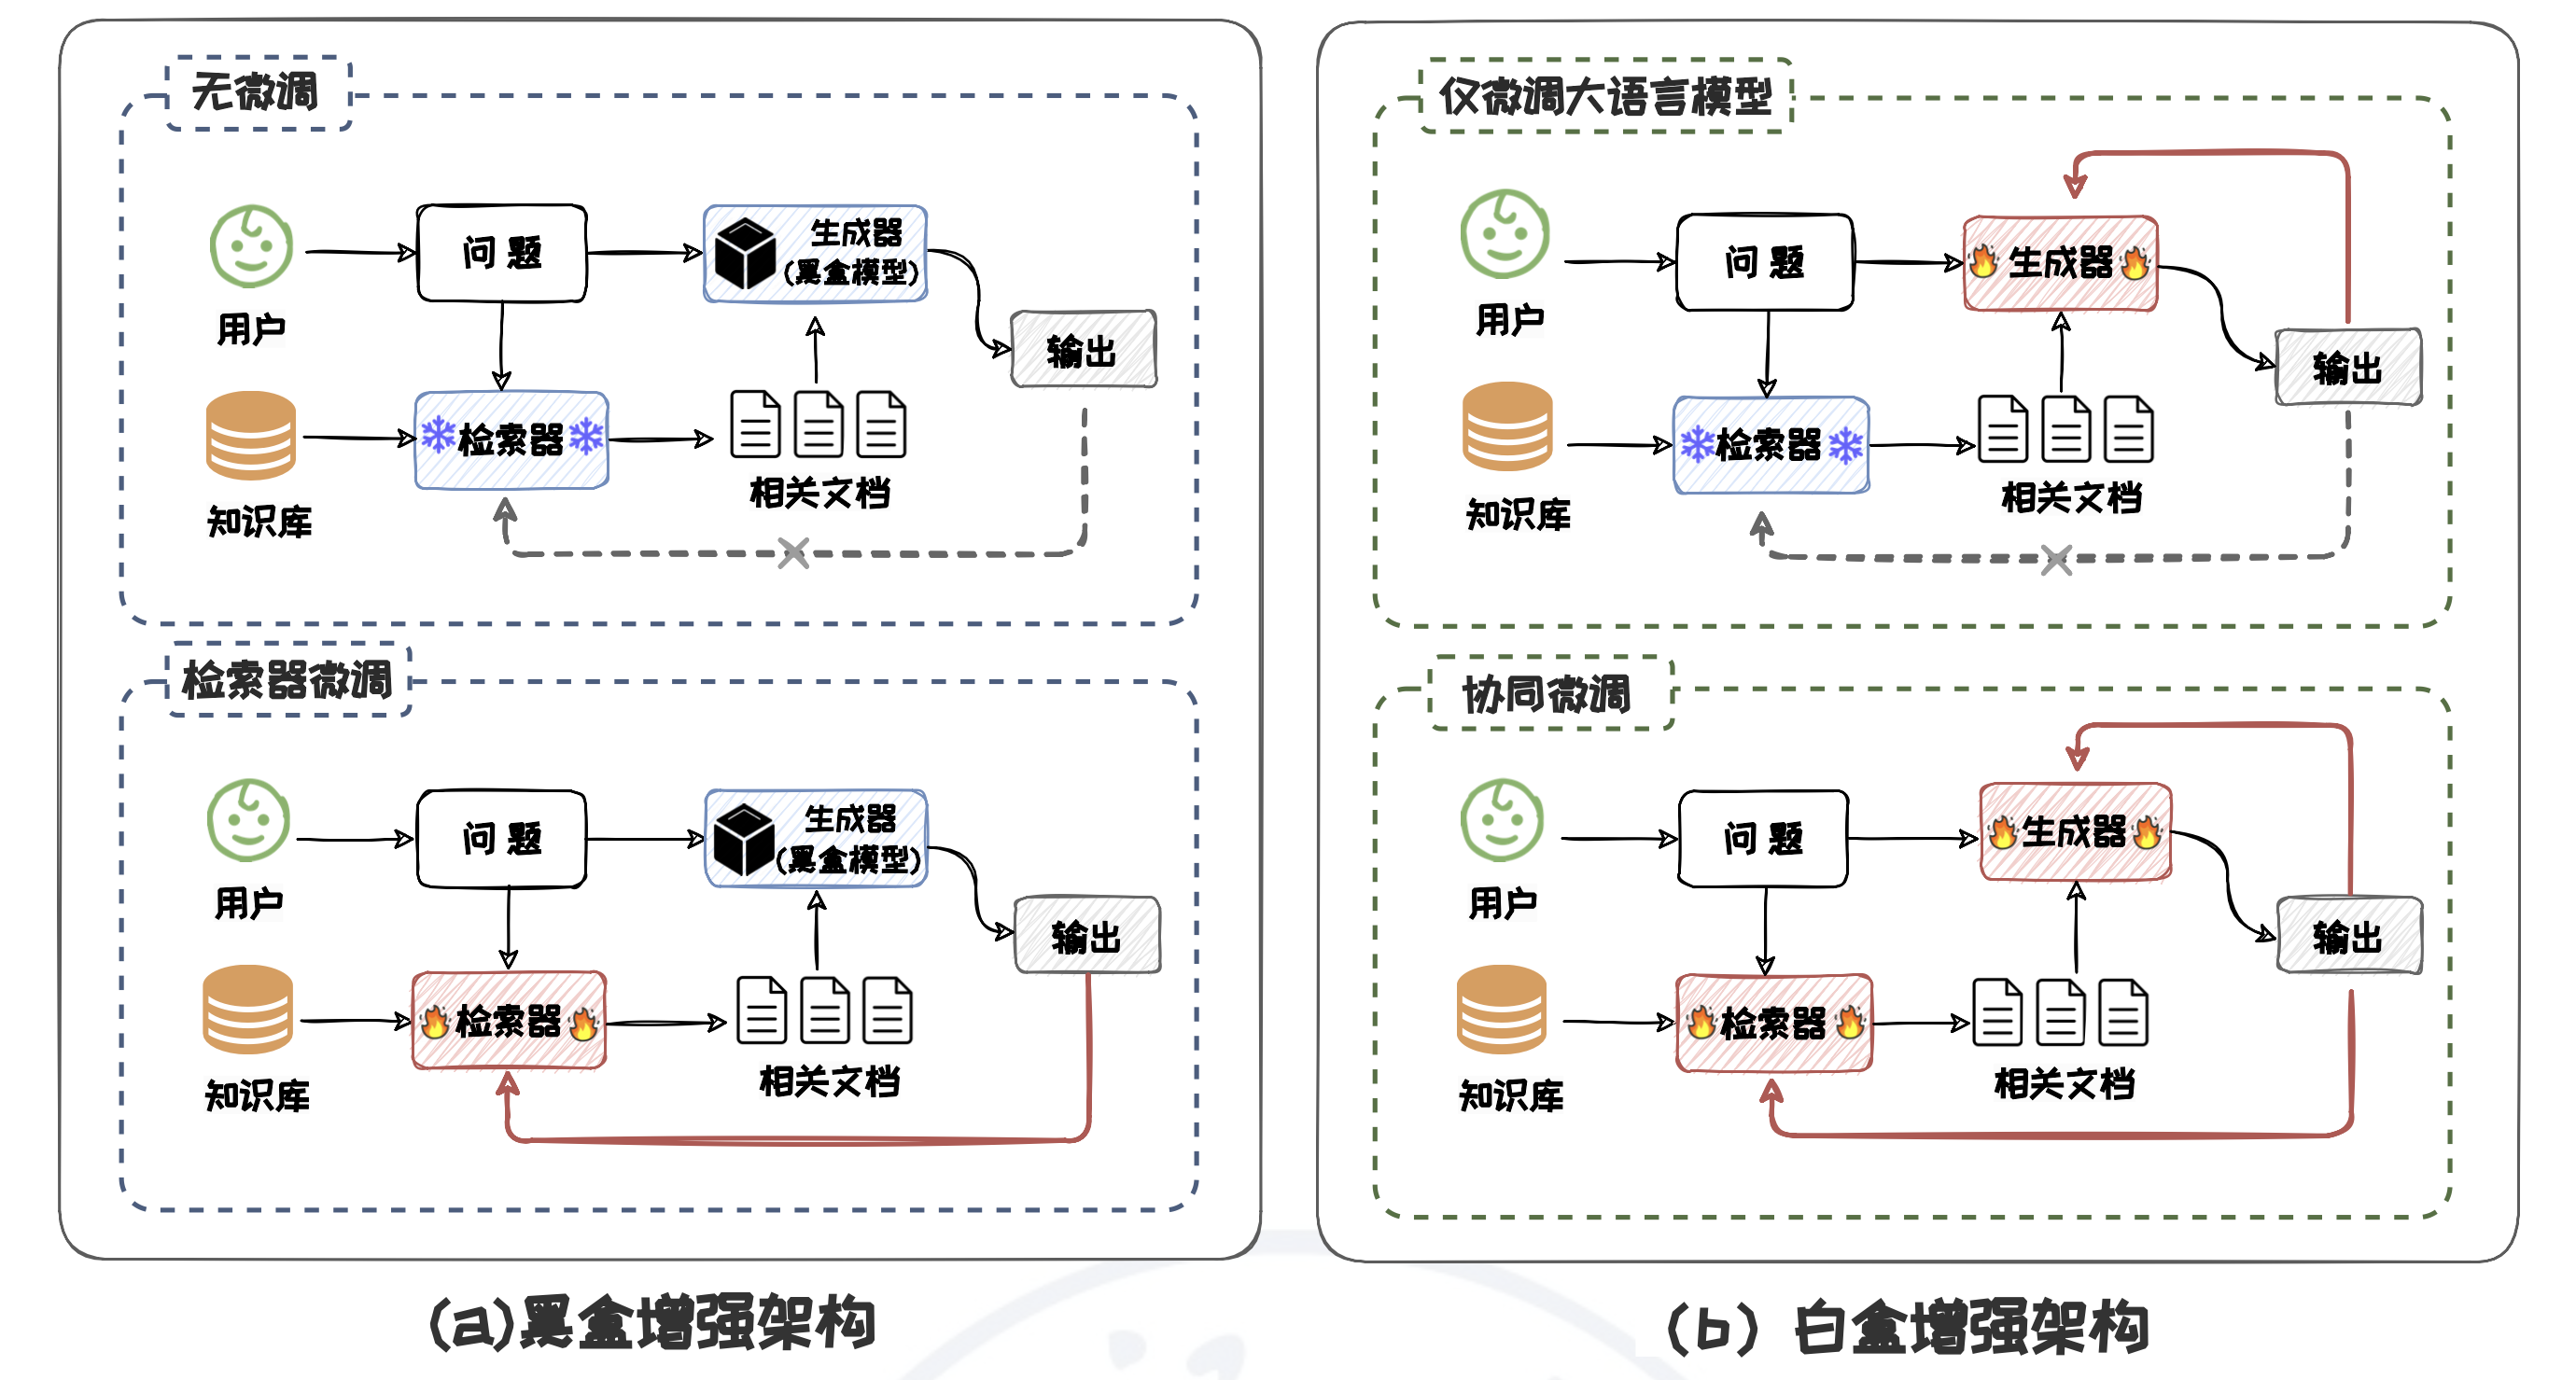 无微调
问题
生成器
(黑盒模型)
用户
输出
检索器
相关文档
知识库
检索器微调
问题
生成器
(黑盒模型)
用户
输出
检索器
相关文档
知识库
(a)黑盒增强架构
仅微调大语言模型
问题
生成器
用户
输出
检索器
相关文档
知识库
协同微调
问题
生成器
用户
输出
检索器
相关文档
知识库
(b) 白盒增强架构